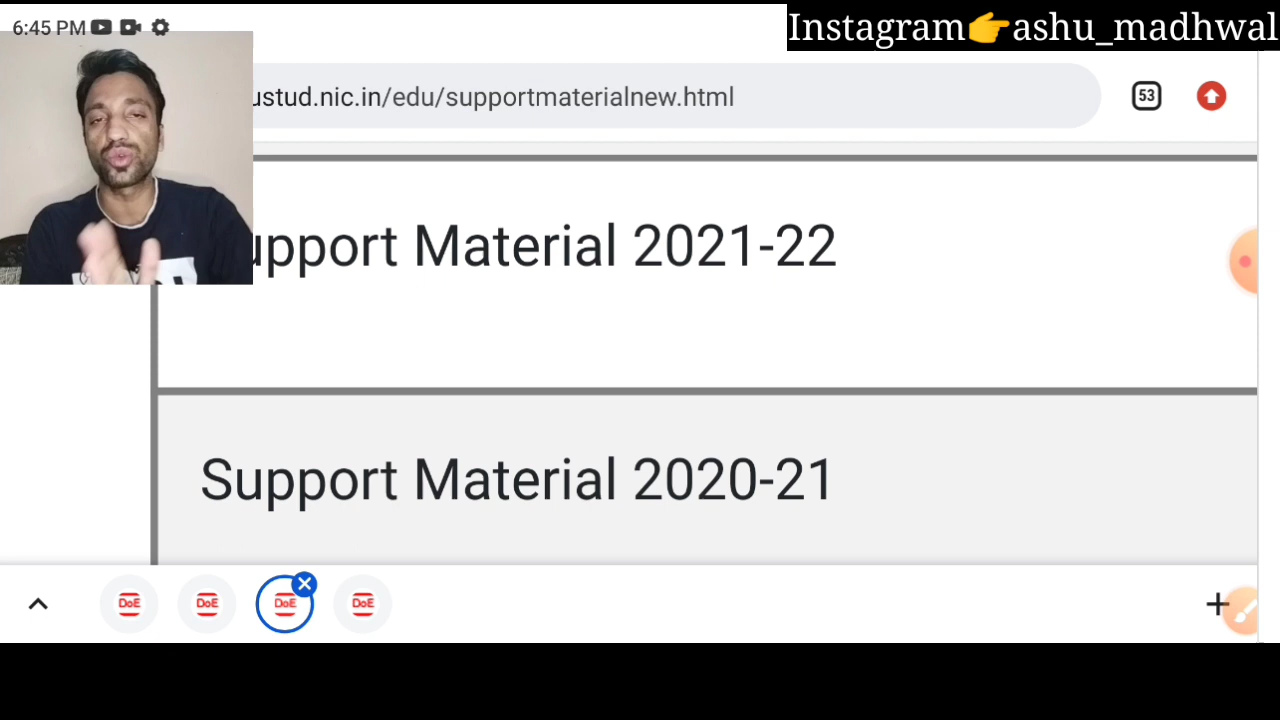 Instagram👉ashu_madhwal
6:45 PM
ustud.nic.in/edu/supportmaterialnew.html
53
upport Material 2021-22
Support Material 2020-21
DoE
DoE
DoE
DoE